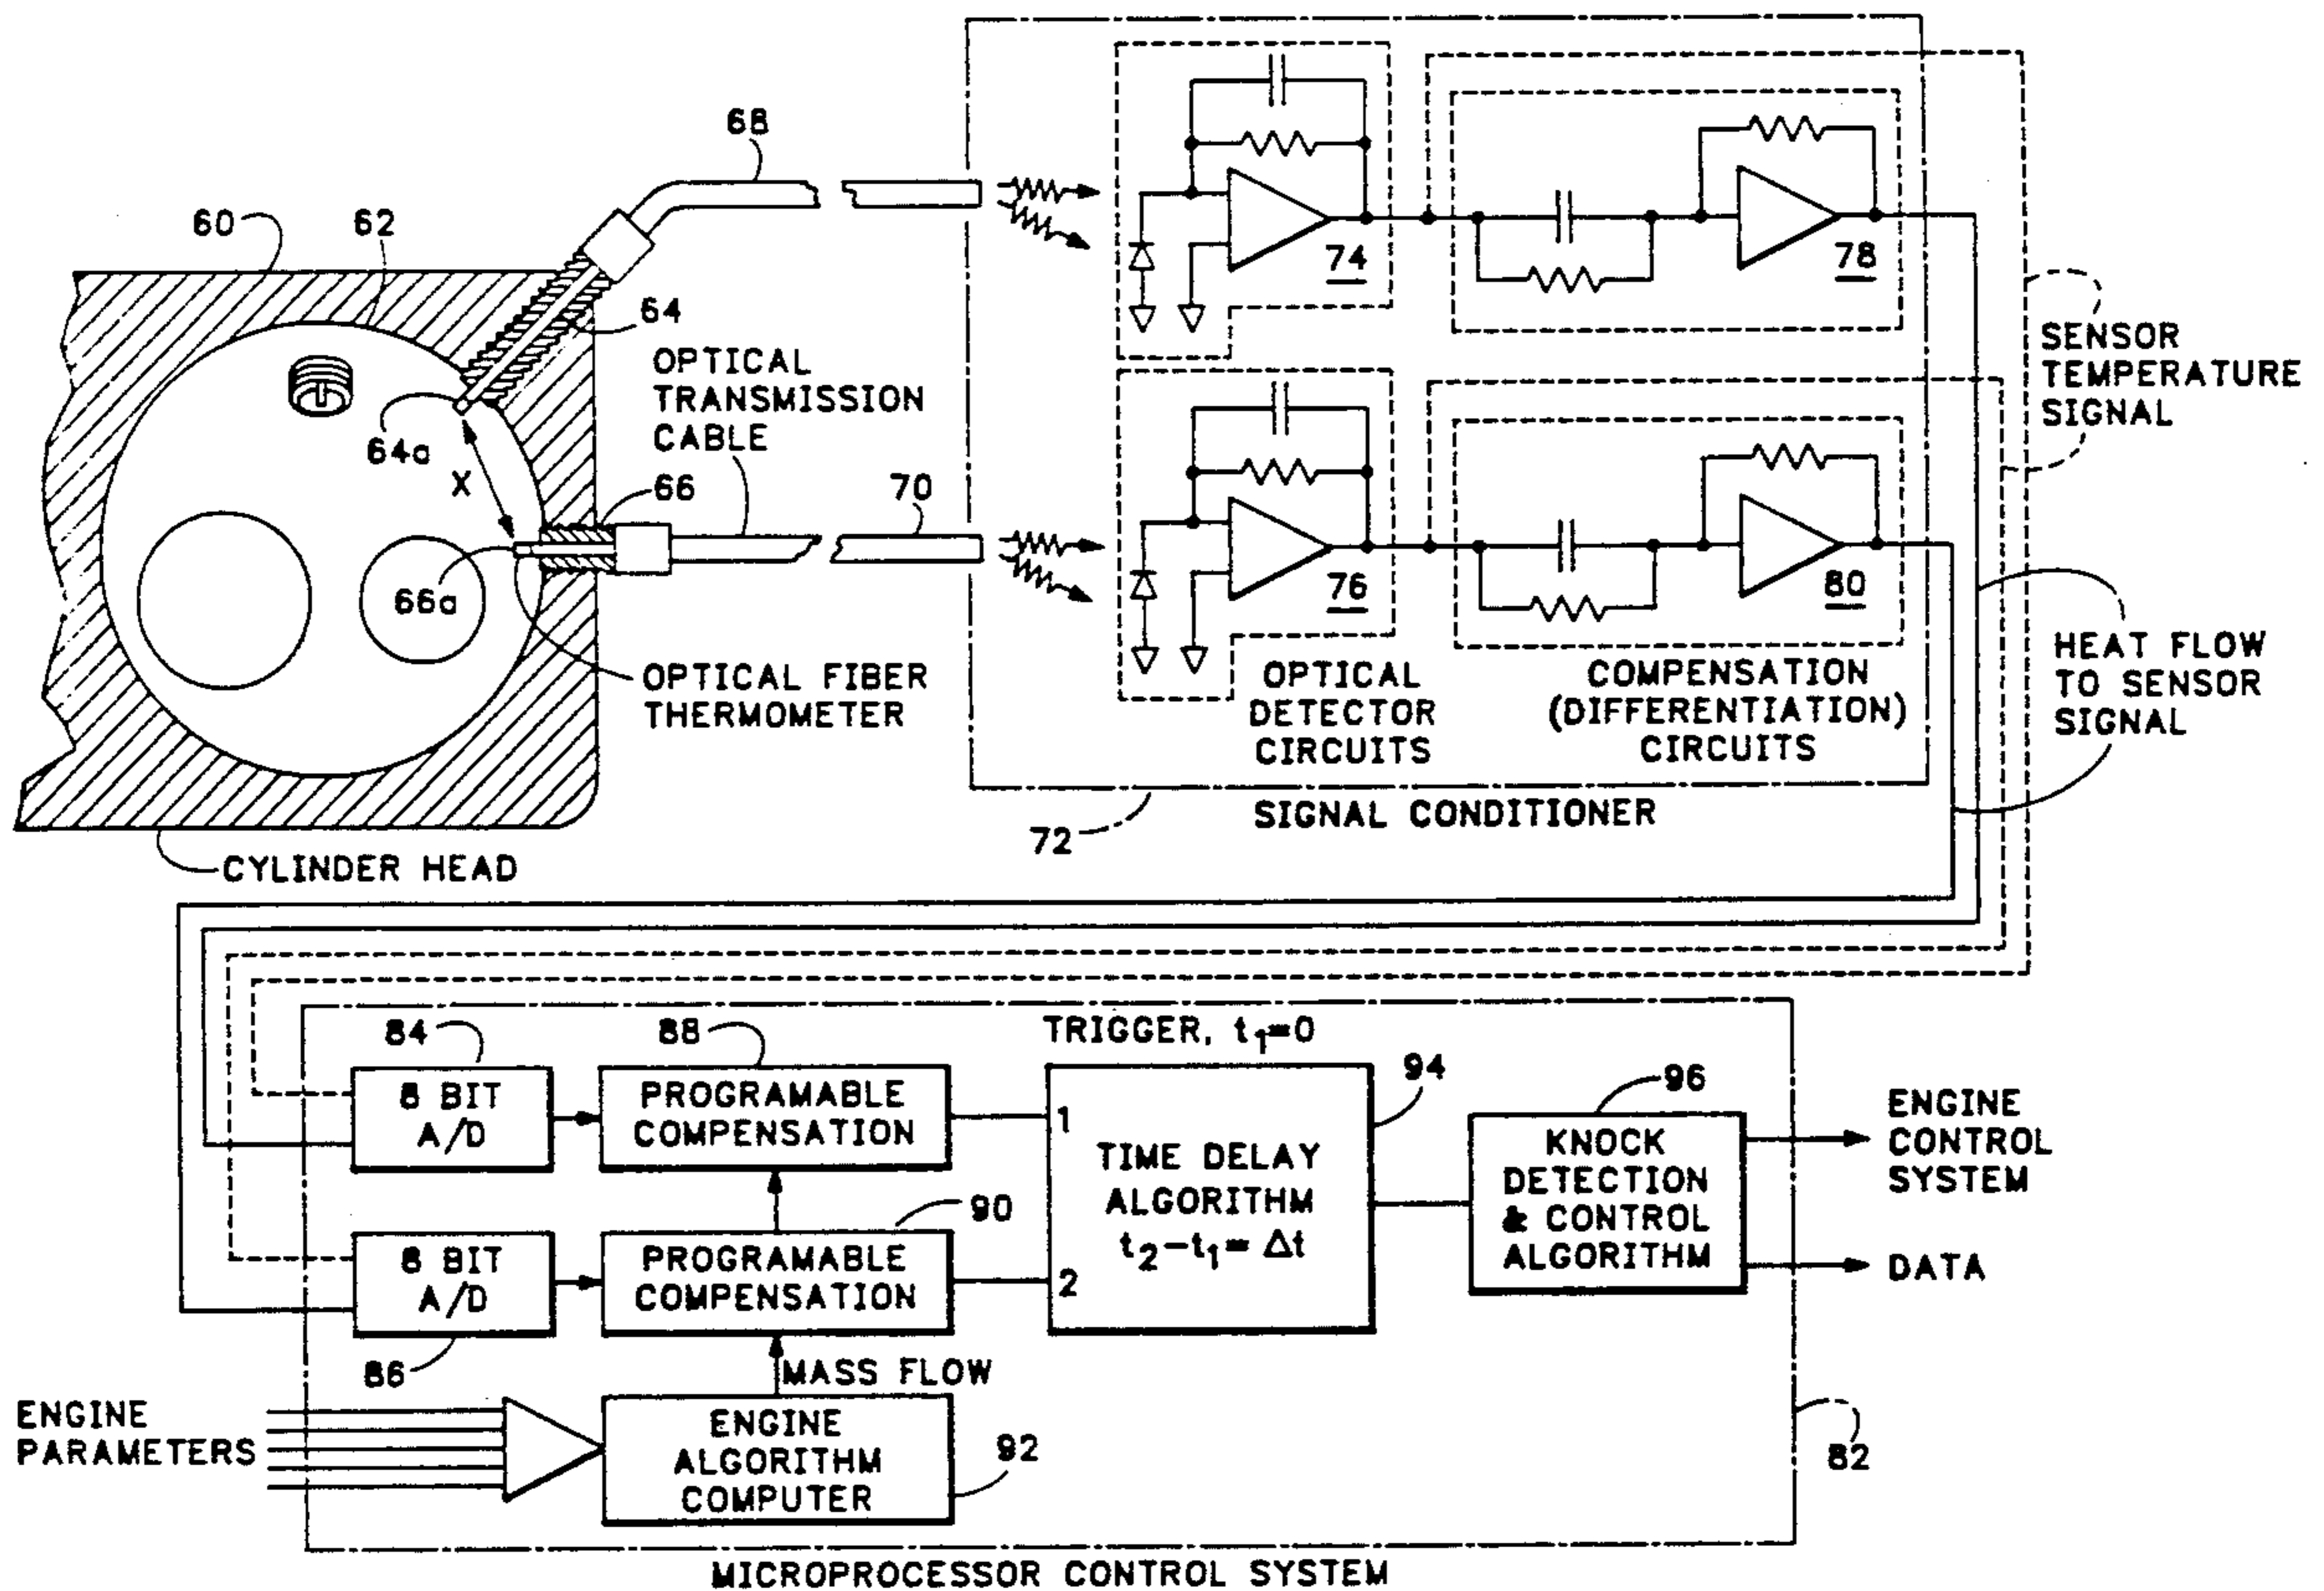 68
60
62
74
78
64
OPTICAL
TRANSMISSION
CABLE
64a
X
66
70
SENSOR
TEMPERATURE
SIGNAL
66a
76
80
OPTICAL FIBER
THERMOMETER
OPTICAL
DETECTOR
CIRCUITS
COMPENSATION
(DIFFERENTIATION)
CIRCUITS
HEAT FLOW
TO SENSOR
SIGNAL
72
SIGNAL CONDITIONER
CYLINDER HEAD
84
88
TRIGGER, t1=0
94
96
8 BIT
A/D
PROGRAMABLE
COMPENSATION
1
TIME DELAY
ALGORITHM
t2-t1= Δt
2
KNOCK
DETECTION
& CONTROL
ALGORITHM
ENGINE
CONTROL
SYSTEM
DATA
90
8 BIT
A/D
PROGRAMABLE
COMPENSATION
86
MASS FLOW
ENGINE
PARAMETERS
ENGINE
ALGORITHM
COMPUTER
92
82
MICROPROCESSOR CONTROL SYSTEM